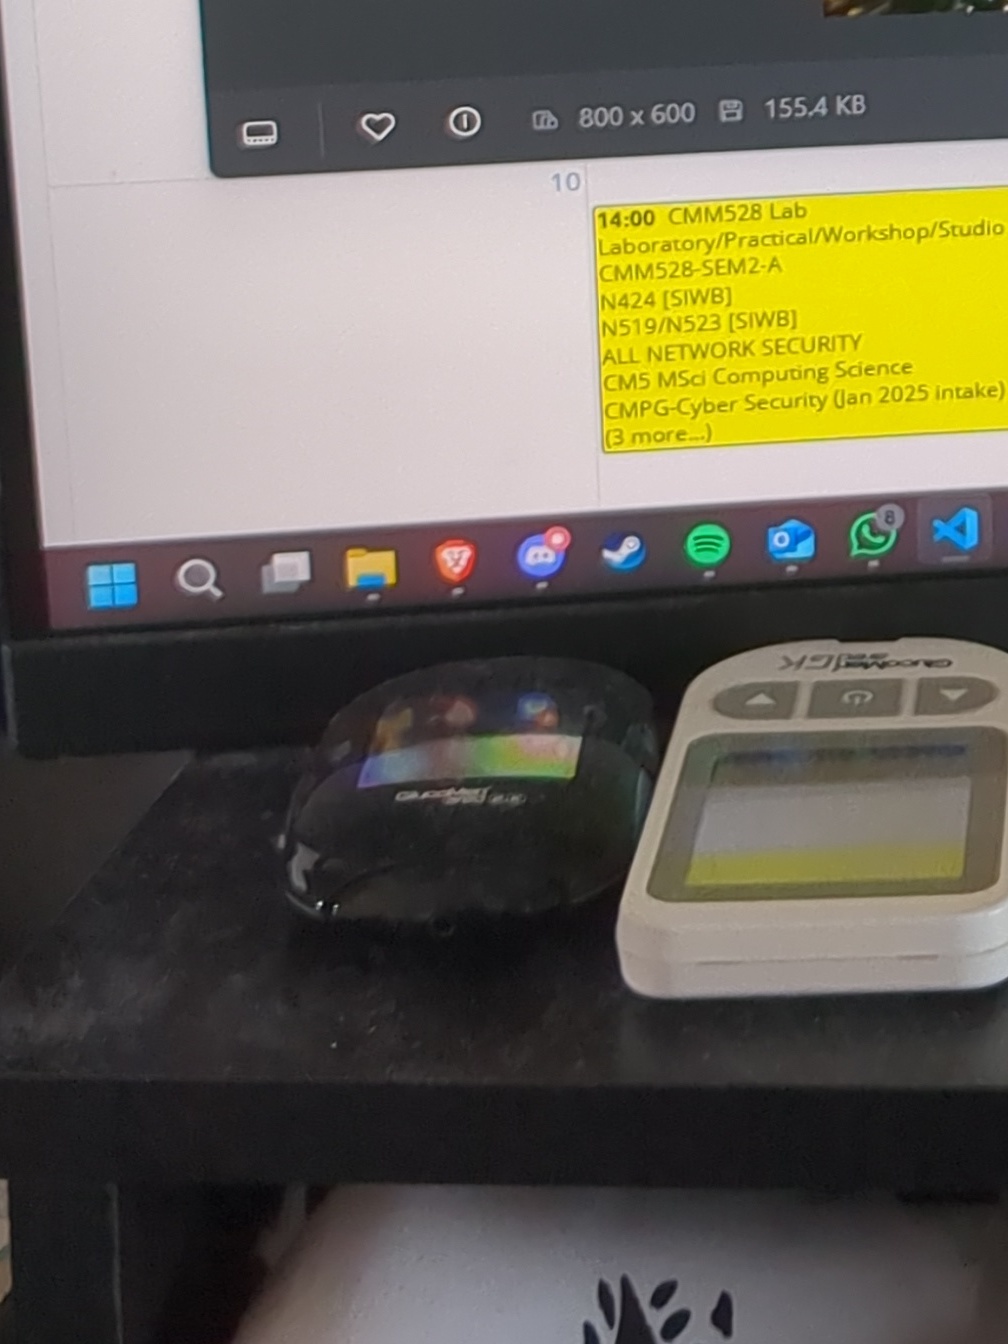 800 x 600 155.4 KB
10
14:00 CMM528 Lab
Laboratory/Practical/Workshop/Studio
CMM528-SEM2-A
N424 [SIWB]
N519/N523 [SIWB]
ALL NETWORK SECURITY
CM5 MSci Computing Science
CMPG-Cyber Security (Jan 2025 intake)
(3 more...)
8
GK